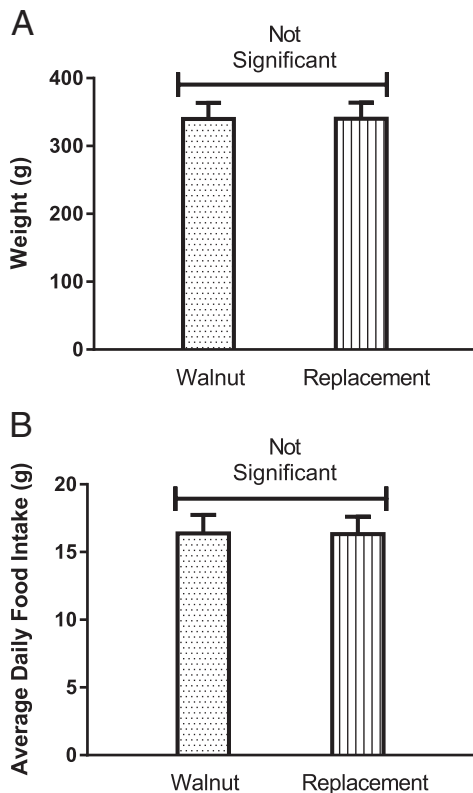 A
Not
Significant
400
300
200
100
0
Weight (g)
Walnut
Replacement
B
Not
Significant
20
15
10
5
0
Average Daily Food Intake (g)
Walnut
Replacement